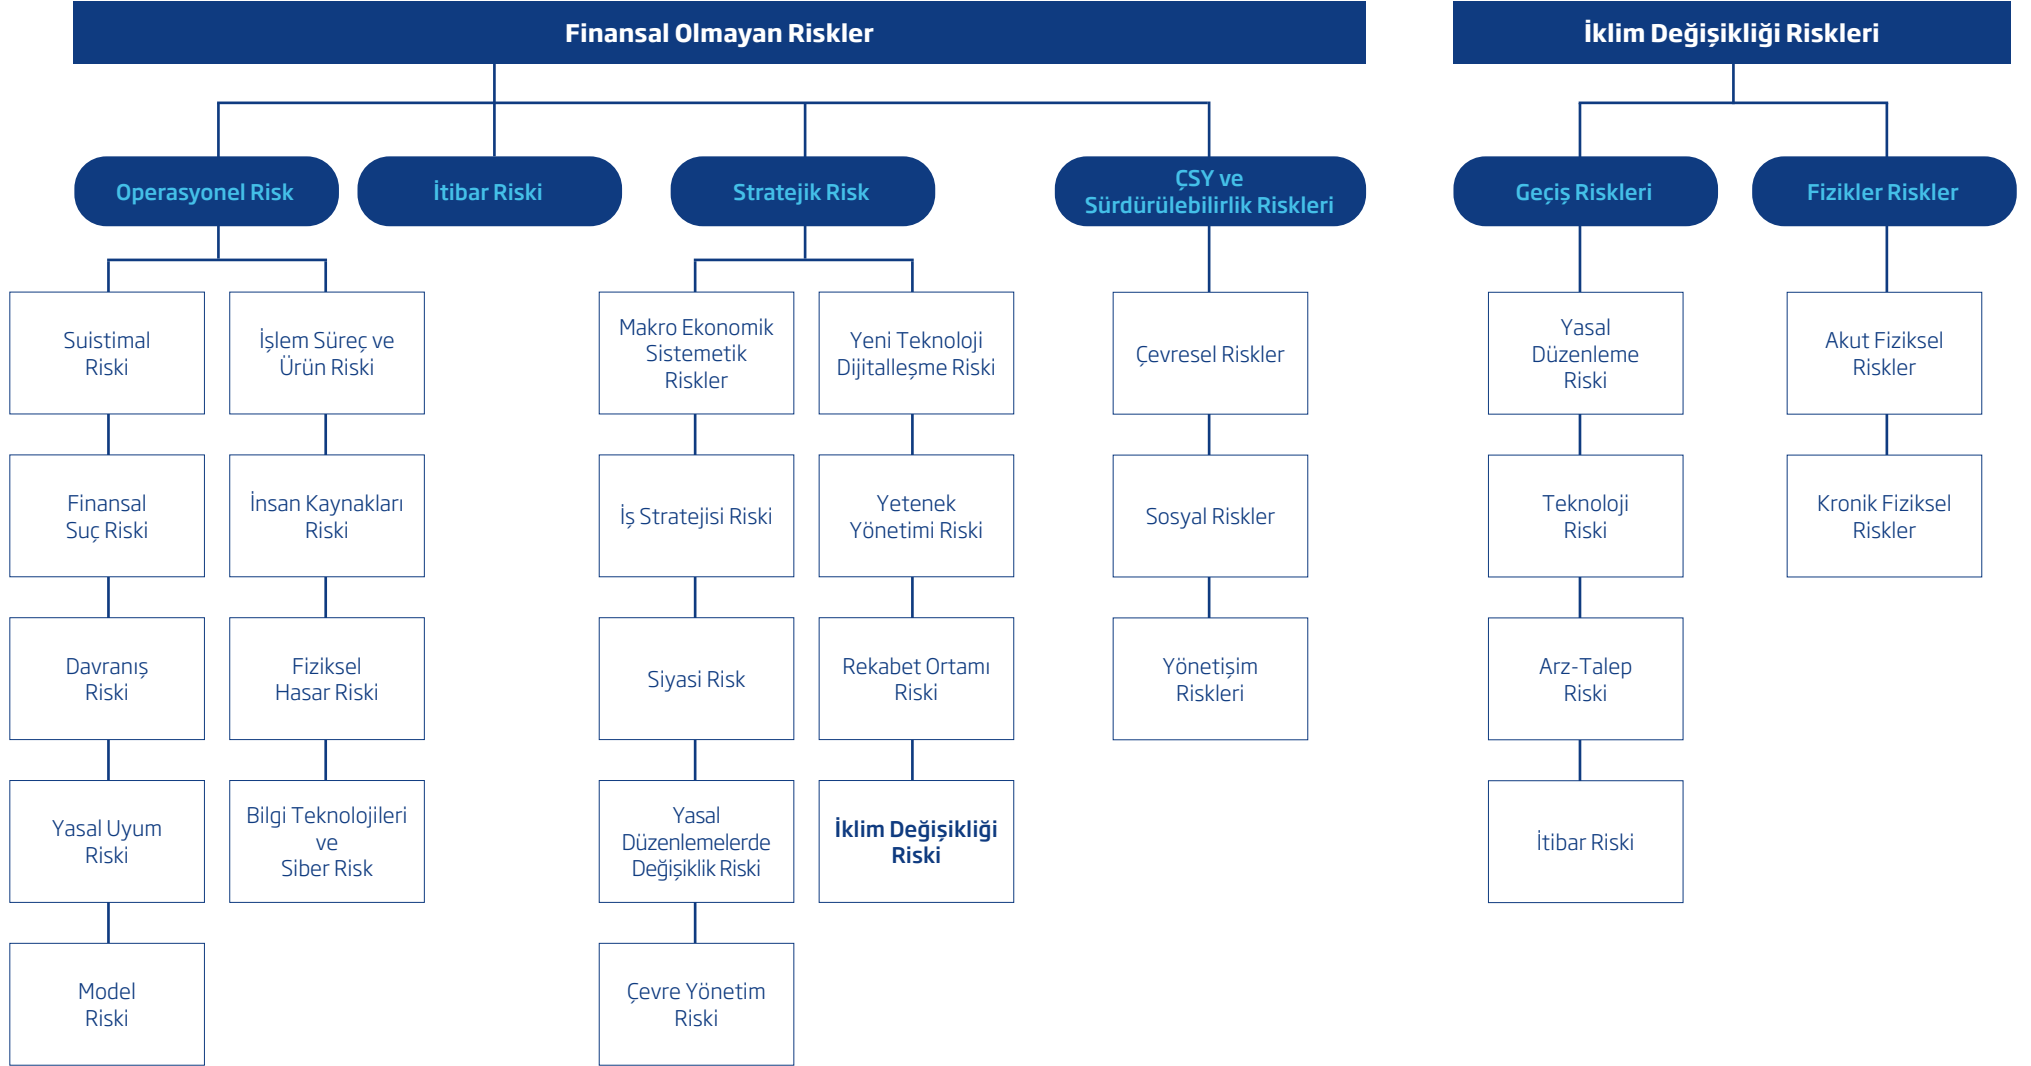 Finansal Olmayan Riskler
Operasyonel Risk
Suistimal
Riski
Finansal
Suç Riski
Davranış
Riski
Yasal Uyum
Riski
Model
Riski
İşlem Süreç ve
Ürün Riski
İnsan Kaynakları
Riski
Fiziksel
Hasar Riski
Bilgi Teknolojileri
ve
Siber Risk
İtibar Riski
Stratejik Risk
Makro Ekonomik
Sistemetik
Riskler
İş Stratejisi Riski
Siyasi Risk
Yasal
Düzenlemelerde
Değişiklik Riski
Çevre Yönetim
Riski
Yeni Teknoloji
Dijitalleşme Riski
Yetenek
Yönetimi Riski
Rekabet Ortamı
Riski
İklim Değişikliği
Riski
ÇSY ve
Sürdürülebilirlik Riskleri
Çevresel Riskler
Sosyal Riskler
Yönetişim
Riskleri
İklim Değişikliği Riskleri
Geçiş Riskleri
Yasal
Düzenleme
Riski
Teknoloji
Riski
Arz-Talep
Riski
İtibar Riski
Fizikler Riskler
Akut Fiziksel
Riskler
Kronik Fiziksel
Riskler